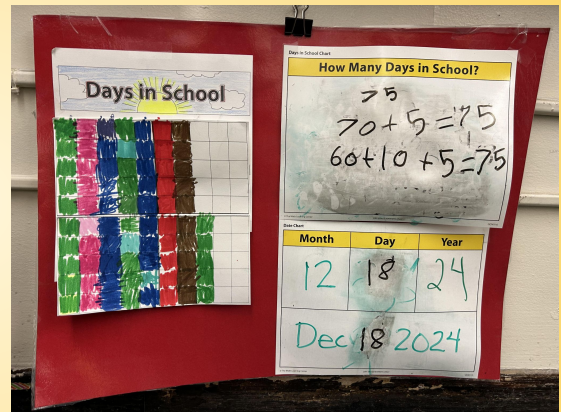 Days in School
Days in School Chart
How Many Days in School?
75
70+5=75
60+10+5=75
Date Chart
Month Day Year
12 18 24
Dec 18 2024